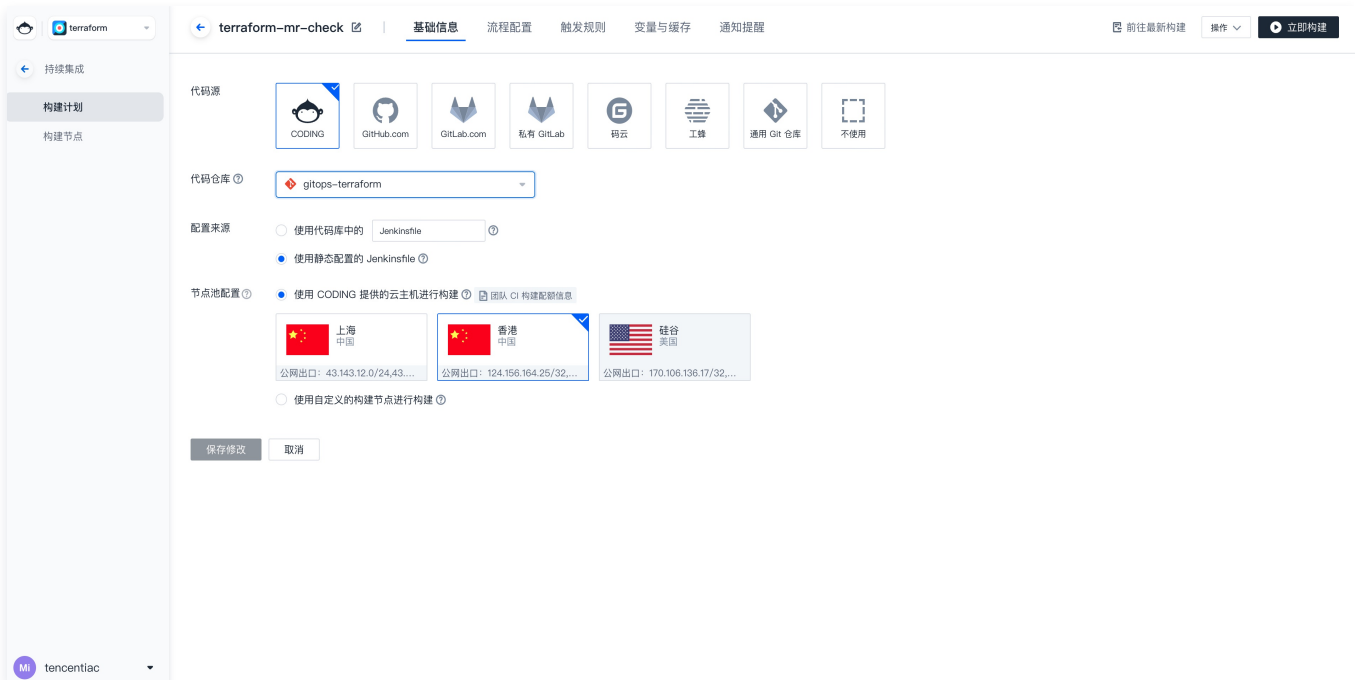 terraform
terraform-mr-check
基础信息
流程配置
触发规则
变量与缓存
通知提醒
前往最新构建
操作
立即构建
持续集成
构建计划
构建节点
代码源
CODING
GitHub.com
GitLab.com
私有 GitLab
码云
工蜂
通用 Git 仓库
不使用
代码仓库
gitops-terraform
配置来源
使用代码库中的
Jenkinsfile
使用静态配置的 Jenkinsfile
节点池配置
使用 CODING 提供的云主机进行构建
团队 CI 构建配额信息
上海
中国
公网出口：43.143.12.0/24,43....
香港
中国
公网出口：124.156.164.25/32,...
硅谷
美国
公网出口：170.106.136.17/32,...
使用自定义的构建节点进行构建
保存修改
取消
Mi
tencentiac